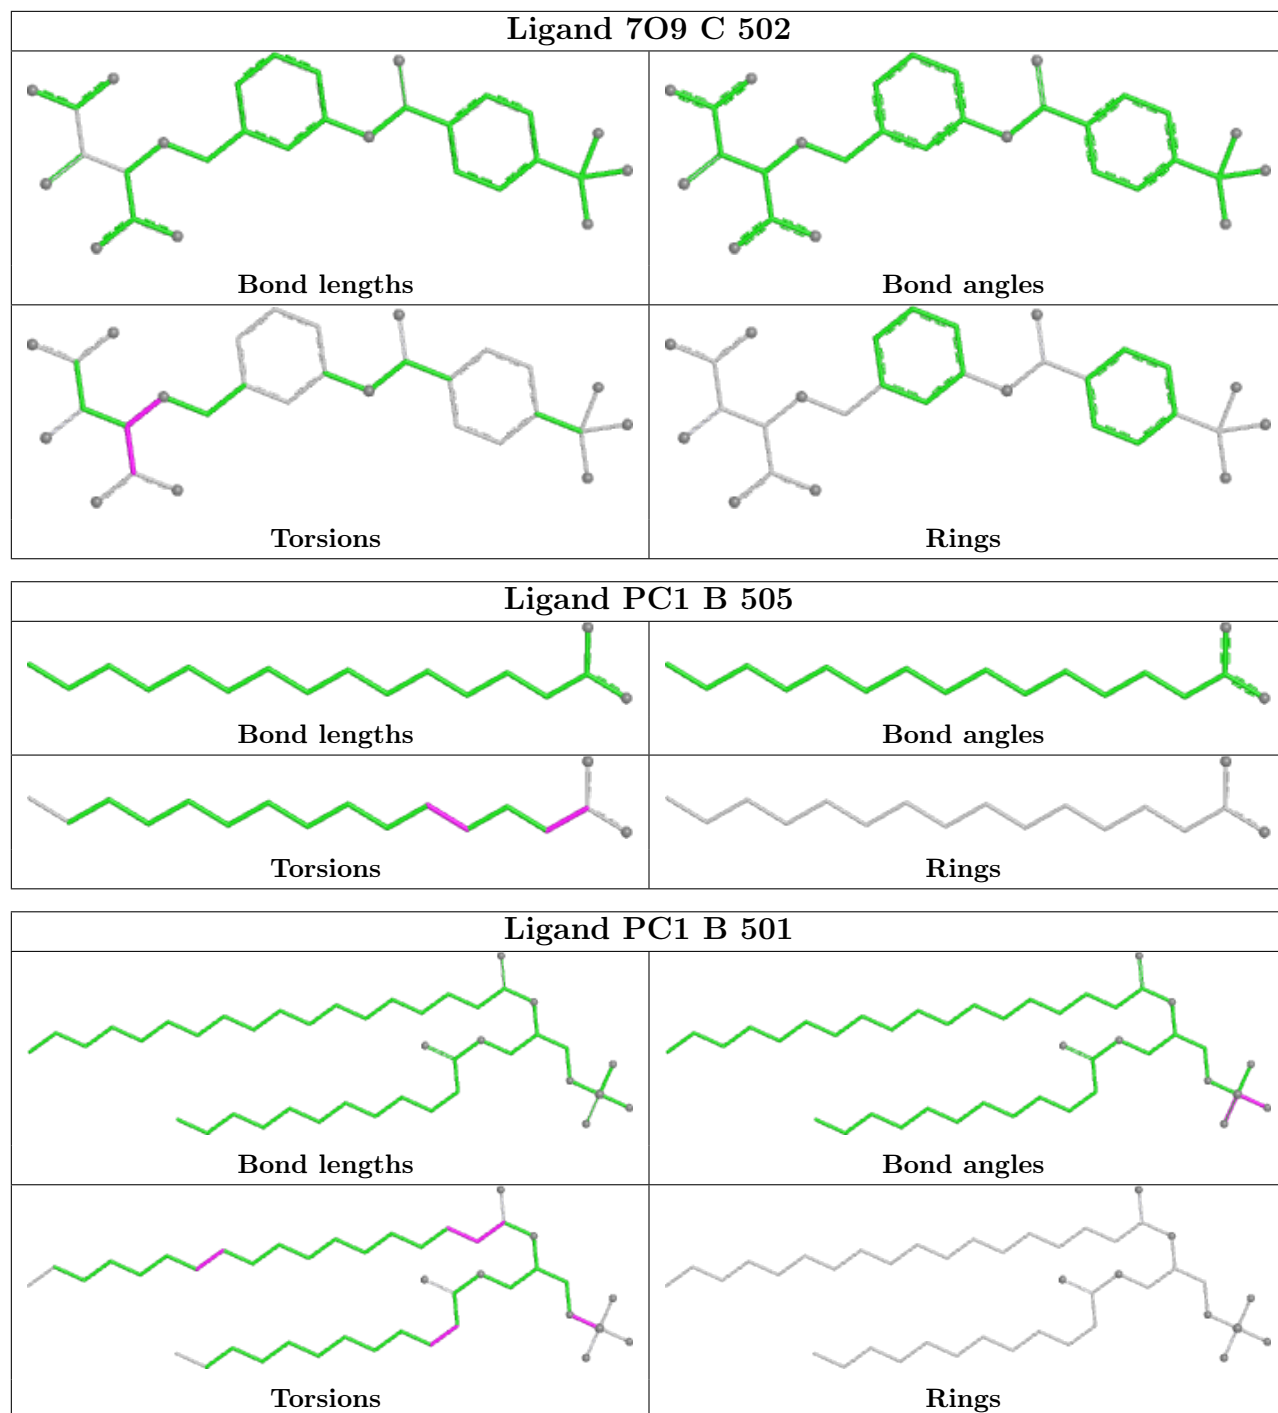 Ligand 7O9 C 502
Bond lengths
Bond angles
Torsions
Rings
Ligand PC1 B 505
Bond lengths
Bond angles
Torsions
Rings
Ligand PC1 B 501
Bond lengths
Bond angles
Torsions
Rings